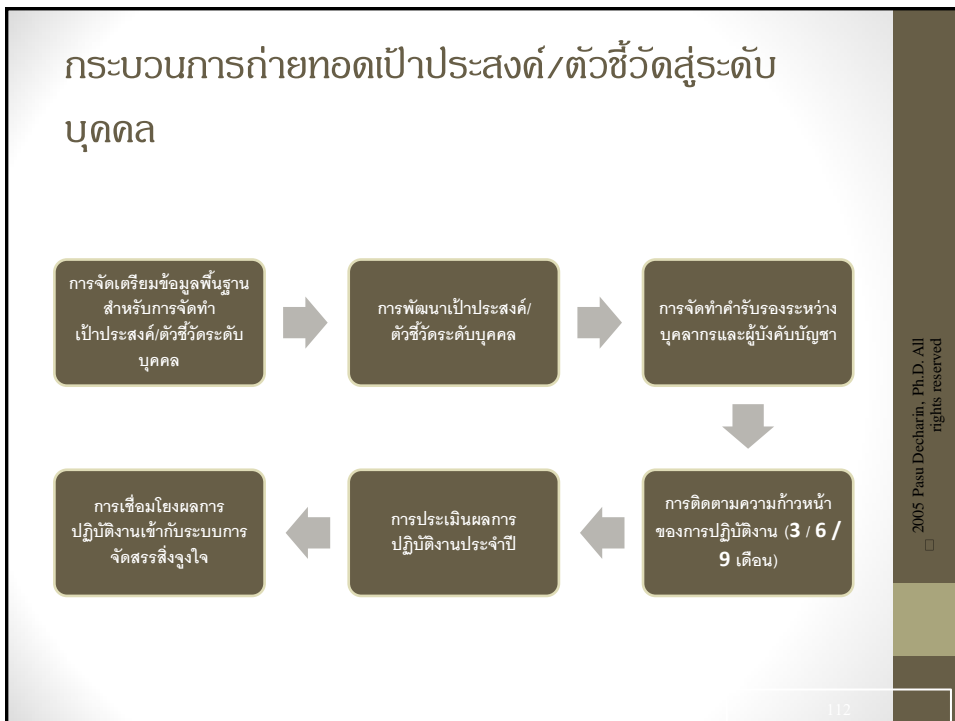 กระบวนการถ่ายทอดเป้าประสงค์/ตัวชี้วัดสู่ระดับ
บุคคล
การจัดเตรียมข้อมูลพื้นฐาน
สำหรับการจัดทำ
เป้าประสงค์/ตัวชี้วัดระดับ
บุคคล
การพัฒนาเป้าประสงค์/
ตัวชี้วัดระดับบุคคล
การจัดทำคำรับรองระหว่าง
บุคลากรและผู้บังคับบัญชา
การติดตามความก้าวหน้า
ของการปฏิบัติงาน (3 / 6 /
9 เดือน)
การประเมินผลการ
ปฏิบัติงานประจำปี
การเชื่อมโยงผลการ
ปฏิบัติงานเข้ากับระบบการ
จัดสรรสิ่งจูงใจ
2005 Pasu Decharin, Ph.D. All
rights reserved
112